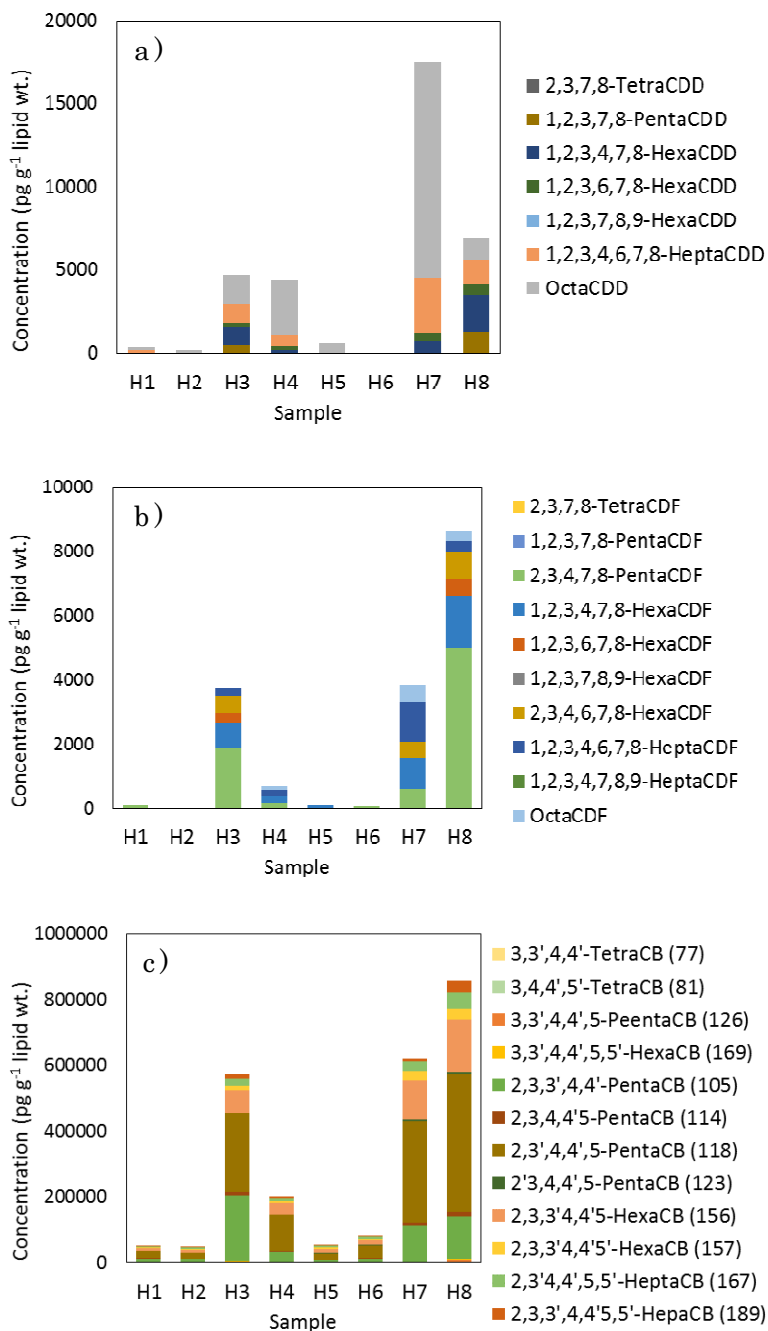 a)
20000
15000
10000
5000
0
Concentration (pg g-1 lipid wt.)
H1 H2 H3 H4 H5 H6 H7 H8
Sample
2,3,7,8-TetraCDD
1,2,3,7,8-PentaCDD
1,2,3,4,7,8-HexaCDD
1,2,3,6,7,8-HexaCDD
1,2,3,7,8,9-HexaCDD
1,2,3,4,6,7,8-HeptaCDD
OctaCDD
b)
10000
8000
6000
4000
2000
0
Concentration (pg g-1 lipid wt.)
H1 H2 H3 H4 H5 H6 H7 H8
Sample
2,3,7,8-TetraCDF
1,2,3,7,8-PentaCDF
2,3,4,7,8-PentaCDF
1,2,3,4,7,8-HexaCDF
1,2,3,6,7,8-HexaCDF
1,2,3,7,8,9-HexaCDF
2,3,4,6,7,8-HexaCDF
1,2,3,4,6,7,8-HeptaCDF
1,2,3,4,7,8,9-HeptaCDF
OctaCDF
c)
1000000
800000
600000
400000
200000
0
Concentration (pg g-1 lipid wt.)
H1 H2 H3 H4 H5 H6 H7 H8
Sample
3,3',4,4'-TetraCB (77)
3,4,4',5'-TetraCB (81)
3,3',4,4',5-PeentaCB (126)
3,3',4,4',5,5'-HexaCB (169)
2,3,3',4,4'-PentaCB (105)
2,3,4,4'5-PentaCB (114)
2,3',4,4',5-PentaCB (118)
2'3,4,4',5-PentaCB (123)
2,3,3',4,4'5-HexaCB (156)
2,3,3'4,4'5'-HexaCB (157)
2,3'4,4',5,5'-HeptaCB (167)
2,3,3',4,4'5,5'-HepaCB (189)